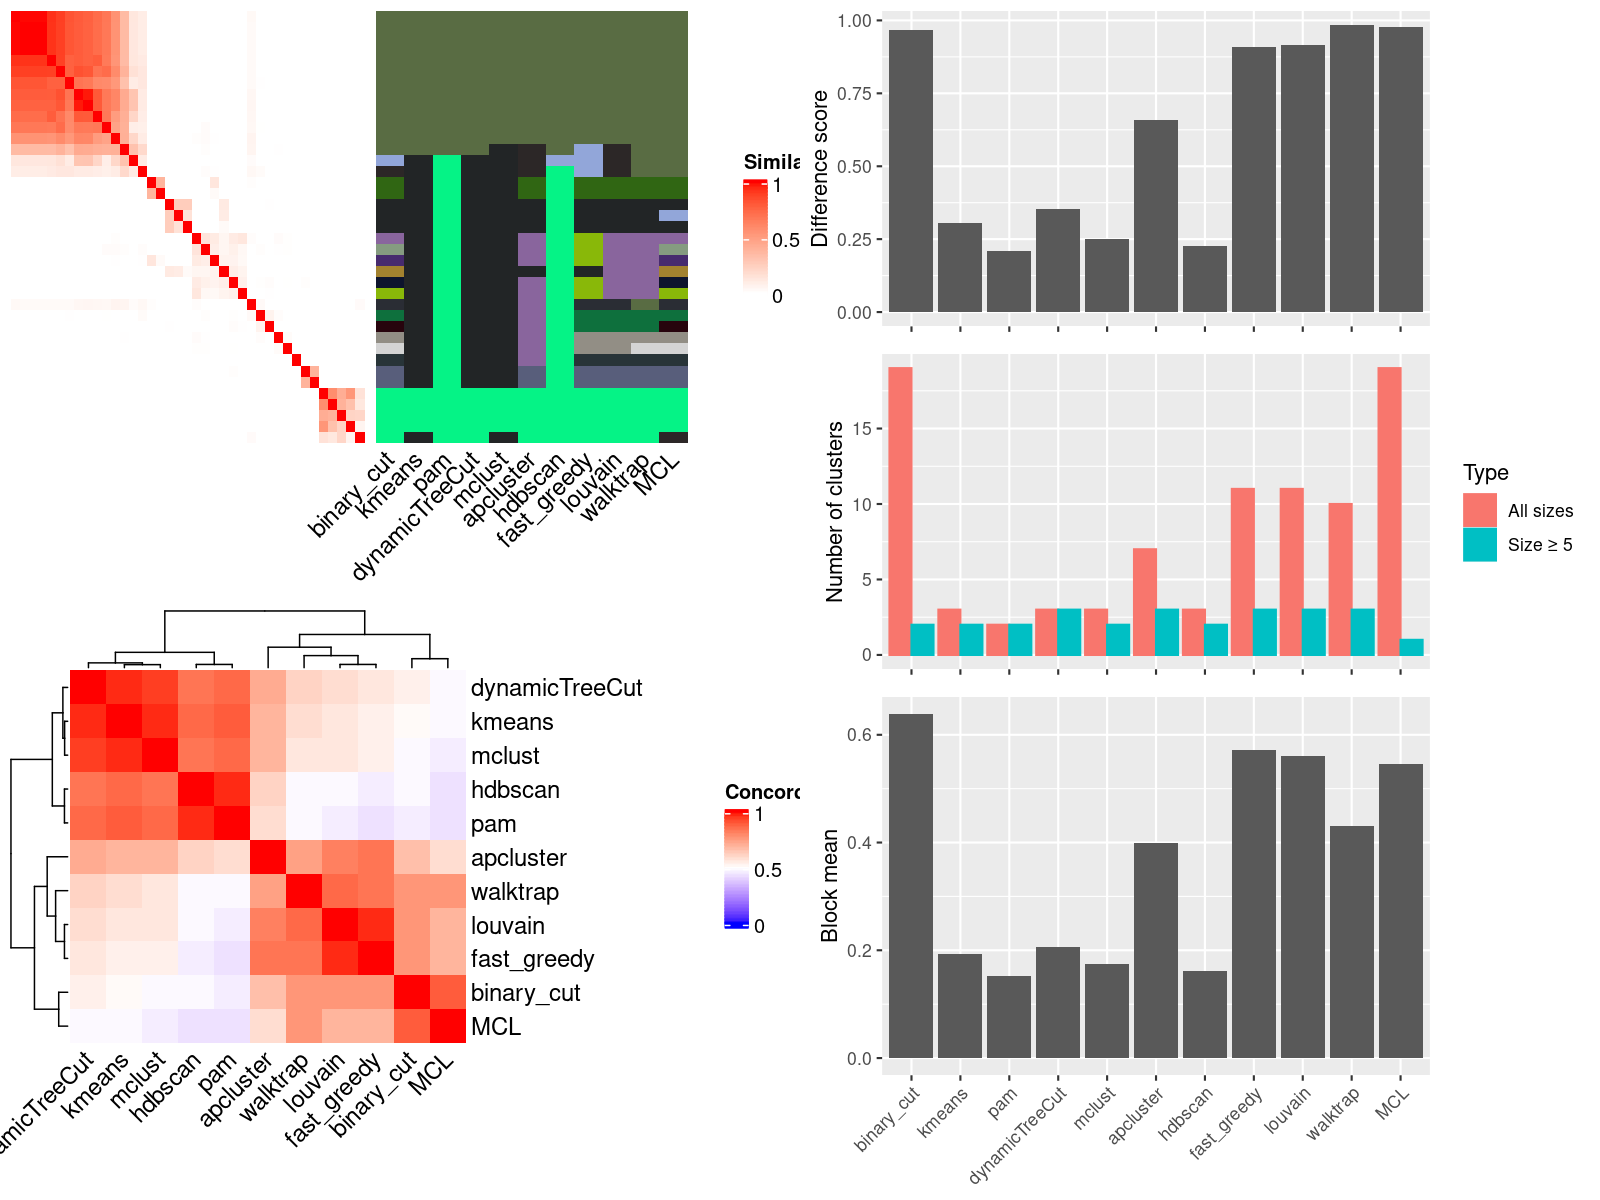 Simila
1
0.5
0
binary_cut
kmeans
pam
dynamicTreeCut
mclust
apcluster
hdbscan
fast_greedy
louvain
walktrap
MCL
dynamicTreeCut
kmeans
mclust
hdbscan
pam
apcluster
walktrap
louvain
fast_greedy
binary_cut
MCL
Concord
1
0.5
0
amicTreeCut
kmeans
mclust
hdbscan
pam
apcluster
walktrap
louvain
fast_greedy
binary_cut
MCL
Difference score
1.00
0.75
0.50
0.25
0.00
Number of clusters
15
10
5
0
Type
All sizes
Size ≥ 5
Block mean
0.6
0.4
0.2
0.0
binary_cut
kmeans
pam
dynamicTreeCut
mclust
apcluster
hdbscan
fast_greedy
louvain
walktrap
MCL